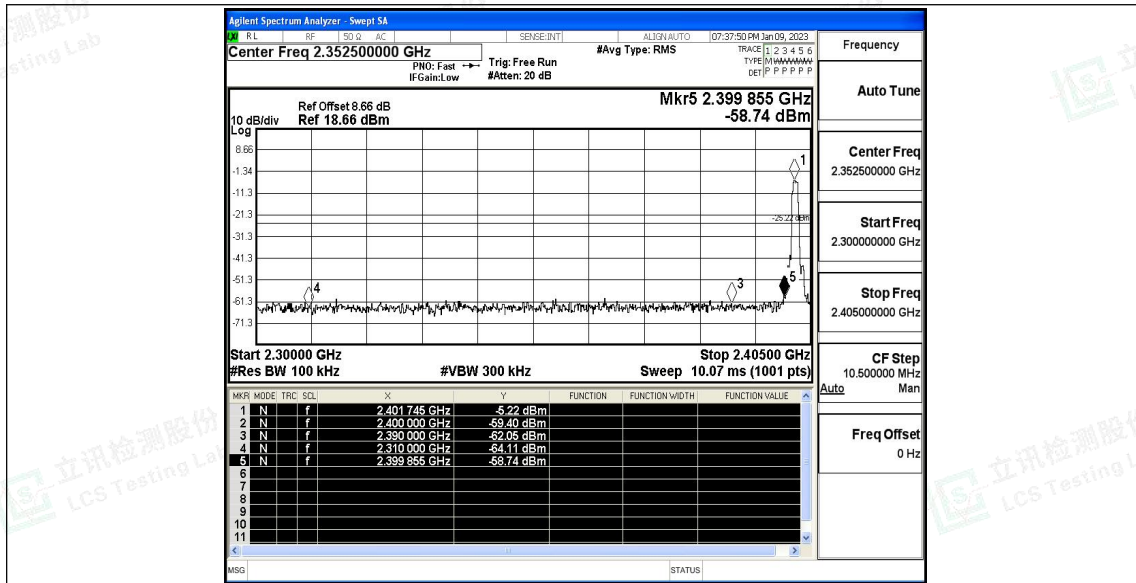 Agilent Spectrum Analyzer - Swept SA
LXI RL RF 50 Ω AC SENSE:INT ALIGN AUTO 07:37:50 PM Jan 09, 2023
Center Freq 2.352500000 GHz #Avg Type: RMS TRACE 1 2 3 4 5 6
PNO: Fast Trig: Free Run TYPE MWWWWW
IFGain:Low #Atten: 20 dB DET P P P P P P
Mkr5 2.399 855 GHz
Ref Offset 8.66 dB
10 dB/div Ref 18.66 dBm -58.74 dBm
Log
8.66
-1.34
-11.3
-21.3
-31.3
-41.3
-51.3
-61.3
-71.3
1
-25.22 dBm
5
3
4
Start 2.30000 GHz Stop 2.40500 GHz
#Res BW 100 kHz #VBW 300 kHz Sweep 10.07 ms (1001 pts)
MKR MODE TRC SCL X Y FUNCTION FUNCTION WIDTH FUNCTION VALUE
1 N f 2.401 745 GHz -5.22 dBm
2 N f 2.400 000 GHz -59.40 dBm
3 N f 2.390 000 GHz -62.05 dBm
4 N f 2.310 000 GHz -64.11 dBm
5 N f 2.399 855 GHz -58.74 dBm
6
7
8
9
10
11
MSG STATUS
Frequency
Auto Tune
Center Freq
2.352500000 GHz
Start Freq
2.300000000 GHz
Stop Freq
2.405000000 GHz
CF Step
10.500000 MHz
Auto Man
Freq Offset
0 Hz
立讯检测股份
LCS Testing Lab